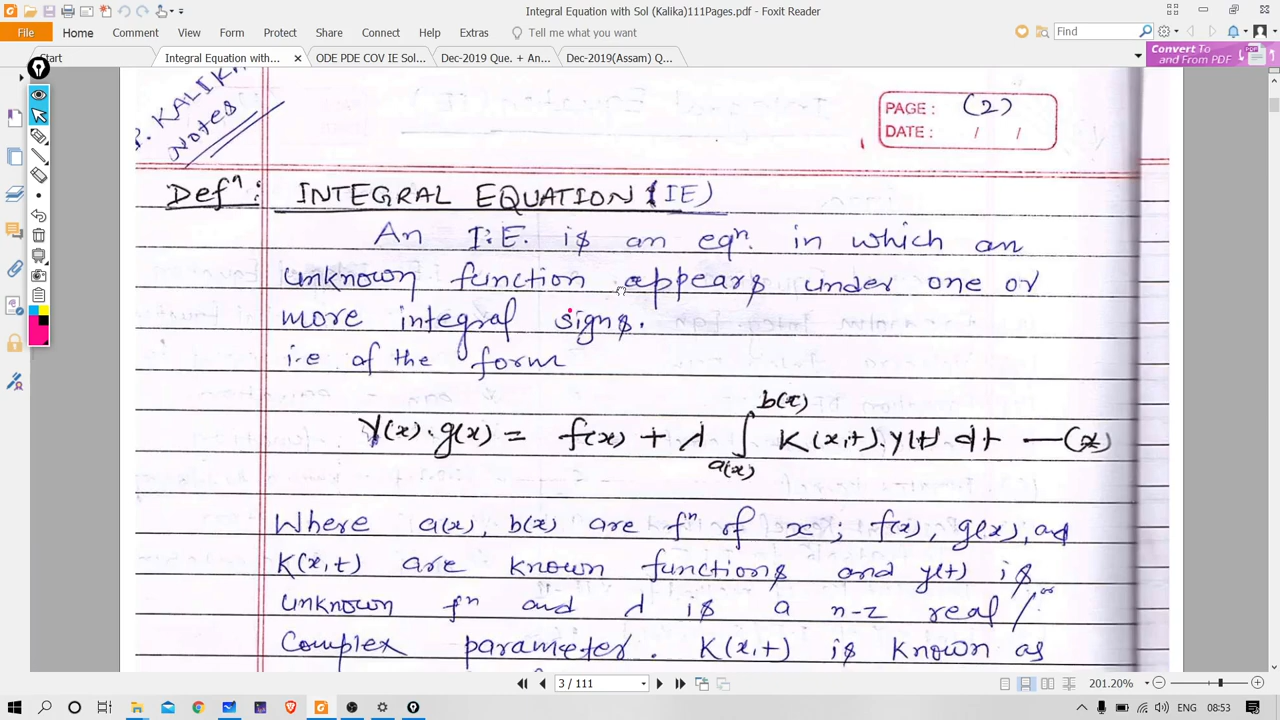 Integral Equation with Sol (Kalika)111Pages.pdf - Foxit Reader
File Home Comment View Form Protect Share Connect Help Extras Tell me what you want to do... Find
Start Integral Equation with... ODE PDE COV IE Sol... Dec-2019 Que. + An... Dec-2019(Assam) Q...
Convert To
and From PDF
KALIKA
Notes
PAGE : (2)
DATE : / /
Defⁿ: INTEGRAL EQUATION (IE)
An I.E. is an eqⁿ. in which an
unknown function appears under one or
more integral signs.
i.e of the form
b(x)
y(x).g(x) = f(x) + λ ∫ K(x,t).y(t) dt —(*)
a(x)
Where a(x), b(x) are fⁿ of x ; f(x), g(x), and
K(x,t) are known functions and y(t) is
unknown fⁿ and λ is a n-z real / or
Complex parameter. K(x,t) is known as
3 / 111 201.20%
ENG 08:53